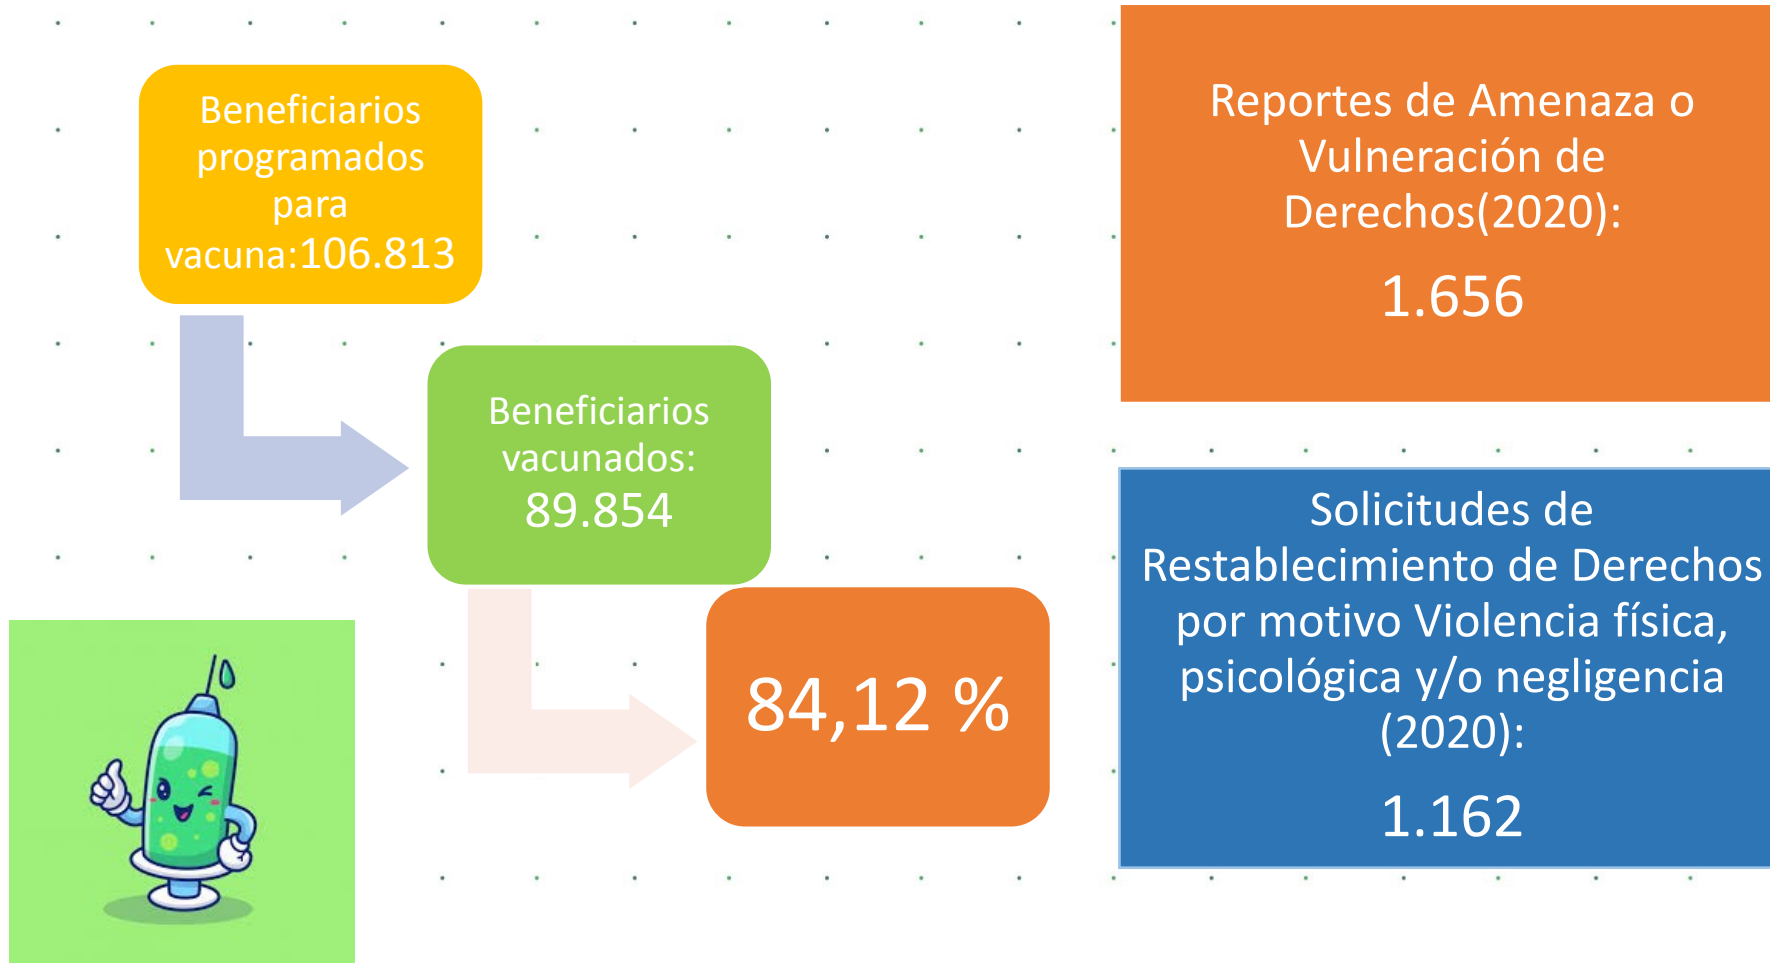 Beneficiarios
programados
para
vacuna:106.813
Beneficiarios
vacunados:
89.854
84,12 %
Reportes de Amenaza o
Vulneración de
Derechos(2020):
1.656
Solicitudes de
Restablecimiento de Derechos
por motivo Violencia física,
psicológica y/o negligencia
(2020):
1.162